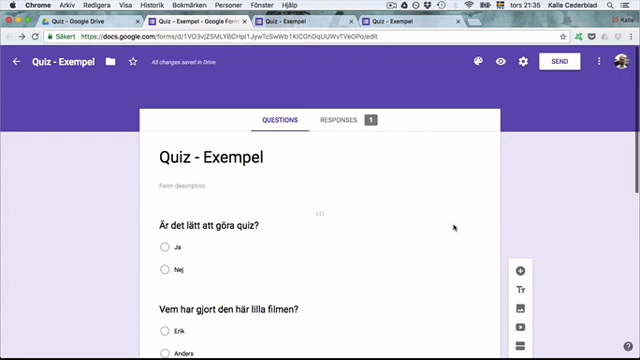 Chrome Arkiv Redigera Visa Historik Bokmärken Personer Fönster Hjälp tors 21:35 Kalle Cederblad
Quiz - Google Drive
Quiz - Exempel - Google Form
Quiz - Exempel
Quiz - Exempel
Kalle
Säkert
Quiz - Exempel
All changes saved in Drive
SEND
QUESTIONS
RESPONSES 1
Quiz - Exempel
Form description
Är det lätt att göra quiz?
Ja
Nej
Vem har gjort den här lilla filmen?
Erik
Anders
Tт
?